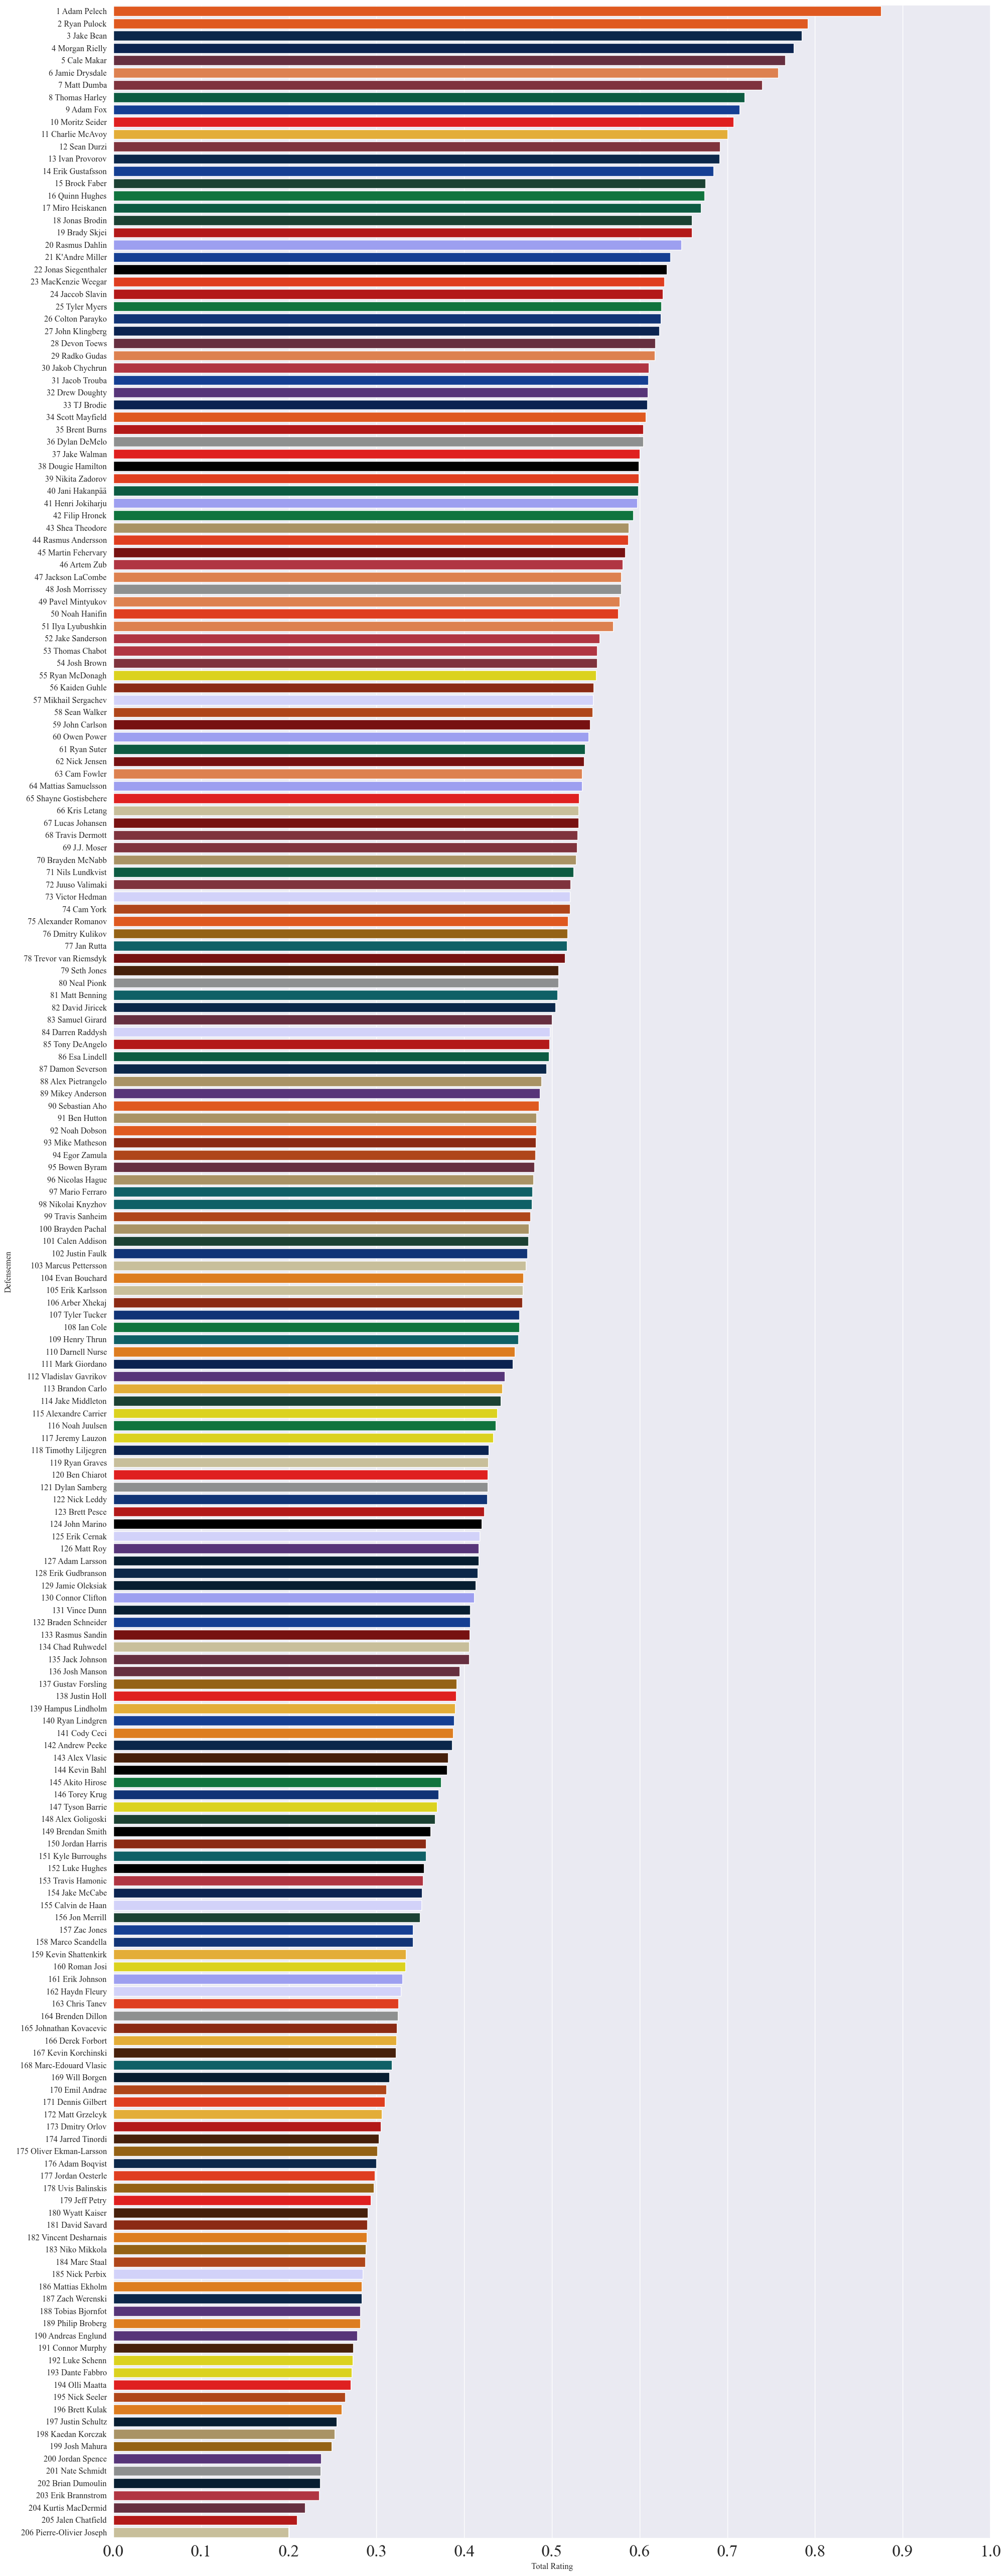 1 Adam Pelech
2 Ryan Pulock
3 Jake Bean
4 Morgan Rielly
5 Cale Makar
6 Jamie Drysdale
7 Matt Dumba
8 Thomas Harley
9 Adam Fox
10 Moritz Seider
11 Charlie McAvoy
12 Sean Durzi
13 Ivan Provorov
14 Erik Gustafsson
15 Brock Faber
16 Quinn Hughes
17 Miro Heiskanen
18 Jonas Brodin
19 Brady Skjei
20 Rasmus Dahlin
21 K'Andre Miller
22 Jonas Siegenthaler
23 MacKenzie Weegar
24 Jaccob Slavin
25 Tyler Myers
26 Colton Parayko
27 John Klingberg
28 Devon Toews
29 Radko Gudas
30 Jakob Chychrun
31 Jacob Trouba
32 Drew Doughty
33 TJ Brodie
34 Scott Mayfield
35 Brent Burns
36 Dylan DeMelo
37 Jake Walman
38 Dougie Hamilton
39 Nikita Zadorov
40 Jani Hakanpää
41 Henri Jokiharju
42 Filip Hronek
43 Shea Theodore
44 Rasmus Andersson
45 Martin Fehervary
46 Artem Zub
47 Jackson LaCombe
48 Josh Morrissey
49 Pavel Mintyukov
50 Noah Hanifin
51 Ilya Lyubushkin
52 Jake Sanderson
53 Thomas Chabot
54 Josh Brown
55 Ryan McDonagh
56 Kaiden Guhle
57 Mikhail Sergachev
58 Sean Walker
59 John Carlson
60 Owen Power
61 Ryan Suter
62 Nick Jensen
63 Cam Fowler
64 Mattias Samuelsson
65 Shayne Gostisbehere
66 Kris Letang
67 Lucas Johansen
68 Travis Dermott
69 J.J. Moser
70 Brayden McNabb
71 Nils Lundkvist
72 Juuso Valimaki
73 Victor Hedman
74 Cam York
75 Alexander Romanov
76 Dmitry Kulikov
77 Jan Rutta
78 Trevor van Riemsdyk
79 Seth Jones
80 Neal Pionk
81 Matt Benning
82 David Jiricek
83 Samuel Girard
84 Darren Raddysh
85 Tony DeAngelo
86 Esa Lindell
87 Damon Severson
88 Alex Pietrangelo
89 Mikey Anderson
90 Sebastian Aho
91 Ben Hutton
92 Noah Dobson
93 Mike Matheson
94 Egor Zamula
95 Bowen Byram
96 Nicolas Hague
97 Mario Ferraro
98 Nikolai Knyzhov
99 Travis Sanheim
100 Brayden Pachal
101 Calen Addison
102 Justin Faulk
103 Marcus Pettersson
104 Evan Bouchard
105 Erik Karlsson
106 Arber Xhekaj
107 Tyler Tucker
108 Ian Cole
109 Henry Thrun
110 Darnell Nurse
111 Mark Giordano
112 Vladislav Gavrikov
113 Brandon Carlo
114 Jake Middleton
115 Alexandre Carrier
116 Noah Juulsen
117 Jeremy Lauzon
118 Timothy Liljegren
119 Ryan Graves
120 Ben Chiarot
121 Dylan Samberg
122 Nick Leddy
123 Brett Pesce
124 John Marino
125 Erik Cernak
126 Matt Roy
127 Adam Larsson
128 Erik Gudbranson
129 Jamie Oleksiak
130 Connor Clifton
131 Vince Dunn
132 Braden Schneider
133 Rasmus Sandin
134 Chad Ruhwedel
135 Jack Johnson
136 Josh Manson
137 Gustav Forsling
138 Justin Holl
139 Hampus Lindholm
140 Ryan Lindgren
141 Cody Ceci
142 Andrew Peeke
143 Alex Vlasic
144 Kevin Bahl
145 Akito Hirose
146 Torey Krug
147 Tyson Barrie
148 Alex Goligoski
149 Brendan Smith
150 Jordan Harris
151 Kyle Burroughs
152 Luke Hughes
153 Travis Hamonic
154 Jake McCabe
155 Calvin de Haan
156 Jon Merrill
157 Zac Jones
158 Marco Scandella
159 Kevin Shattenkirk
160 Roman Josi
161 Erik Johnson
162 Haydn Fleury
163 Chris Tanev
164 Brenden Dillon
165 Johnathan Kovacevic
166 Derek Forbort
167 Kevin Korchinski
168 Marc-Edouard Vlasic
169 Will Borgen
170 Emil Andrae
171 Dennis Gilbert
172 Matt Grzelcyk
173 Dmitry Orlov
174 Jarred Tinordi
175 Oliver Ekman-Larsson
176 Adam Boqvist
177 Jordan Oesterle
178 Uvis Balinskis
179 Jeff Petry
180 Wyatt Kaiser
181 David Savard
182 Vincent Desharnais
183 Niko Mikkola
184 Marc Staal
185 Nick Perbix
186 Mattias Ekholm
187 Zach Werenski
188 Tobias Bjornfot
189 Philip Broberg
190 Andreas Englund
191 Connor Murphy
192 Luke Schenn
193 Dante Fabbro
194 Olli Maatta
195 Nick Seeler
196 Brett Kulak
197 Justin Schultz
198 Kaedan Korczak
199 Josh Mahura
200 Jordan Spence
201 Nate Schmidt
202 Brian Dumoulin
203 Erik Brannstrom
204 Kurtis MacDermid
205 Jalen Chatfield
206 Pierre-Olivier Joseph
Defensemen
0.0 0.1 0.2 0.3 0.4 0.5 0.6 0.7 0.8 0.9 1.0
Total Rating